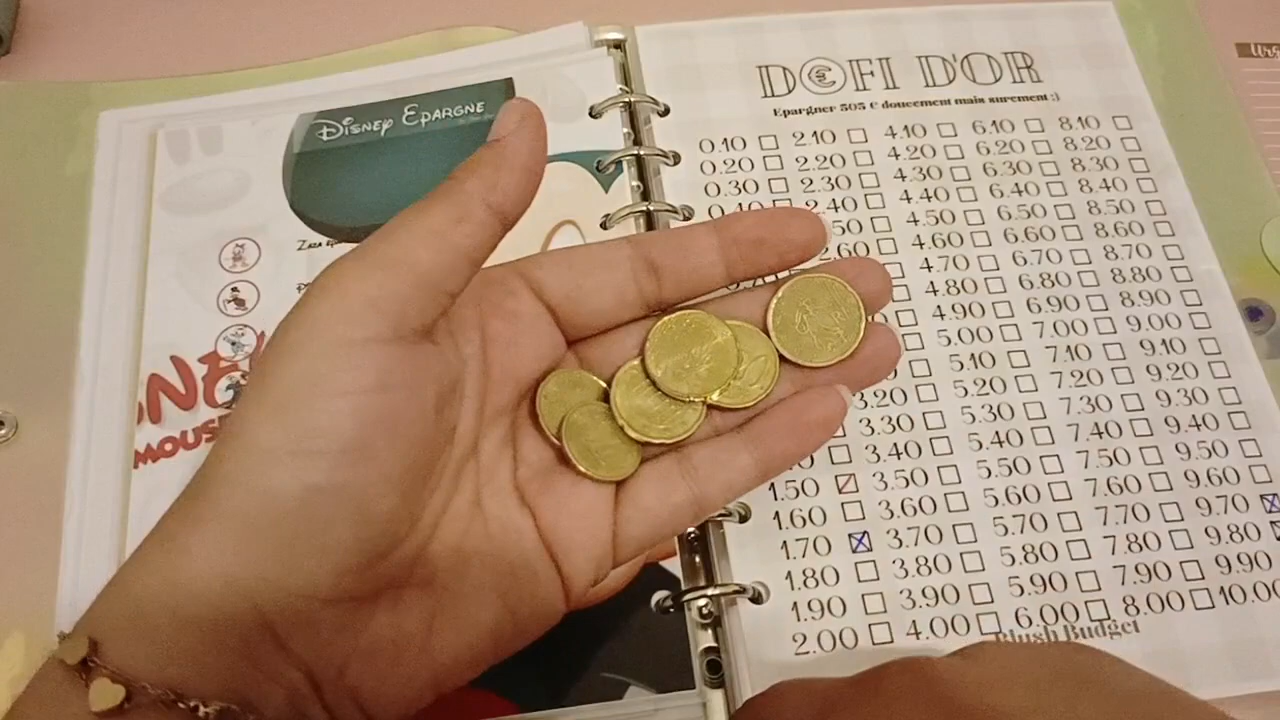 Disney Epargne
DOFI D'OR
Epargner 505 € doucement mais surement :)
0.10 2.10 4.10 6.10 8.10
0.20 2.20 4.20 6.20 8.20
0.30 2.30 4.30 6.30 8.30
0.40 2.40 4.40 6.40 8.40
4.50 6.50 8.50
2.60 4.60 6.60 8.60
4.70 6.70 8.70
4.80 6.80 8.80
4.90 6.90 8.90
5.00 7.00 9.00
5.10 7.10 9.10
3.20 5.20 7.20 9.20
3.30 5.30 7.30 9.30
3.40 5.40 7.40 9.40
1.50 3.50 5.50 7.50 9.50
1.60 3.60 5.60 7.60 9.60
1.70 3.70 5.70 7.70 9.70
1.80 3.80 5.80 7.80 9.80
1.90 3.90 5.90 7.90 9.90
2.00 4.00 6.00 8.00 10.00
Blush Budget